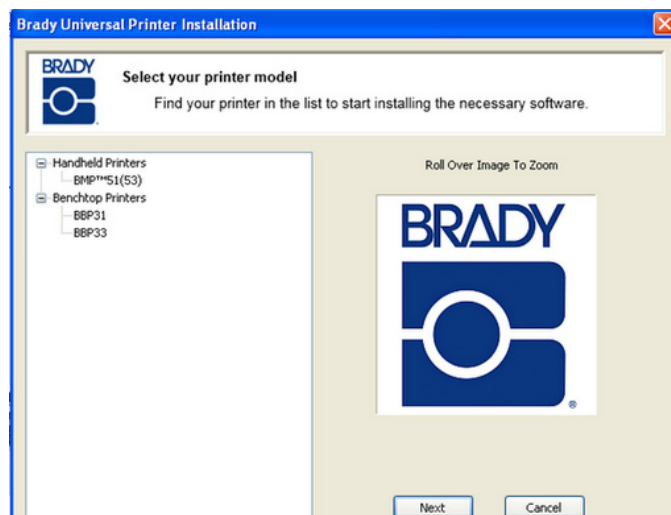 Brady Universal Printer Installation
BRADY
Select your printer model
Find your printer in the list to start installing the necessary software.
Handheld Printers
BMP™51(53)
Benchtop Printers
BBP31
BBP33
Roll Over Image To Zoom
BRADY
®
Next
Cancel